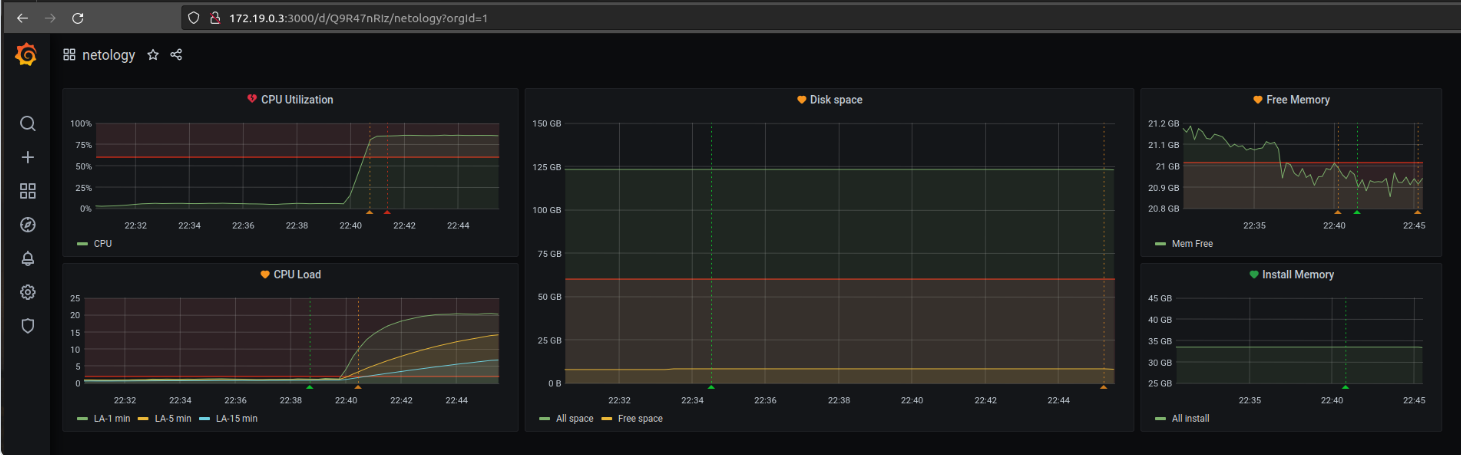 172.19.0.3:3000/d/Q9R47nRIz/netology?orgId=1
netology
CPU Utilization
100%
75%
50%
25%
0%
22:32 22:34 22:36 22:38 22:40 22:42 22:44
CPU
CPU Load
25
20
15
10
5
0
22:32 22:34 22:36 22:38 22:40 22:42 22:44
LA-1 min LA-5 min LA-15 min
Disk space
150 GB
125 GB
100 GB
75 GB
50 GB
25 GB
0 B
22:32 22:34 22:36 22:38 22:40 22:42 22:44
All space Free space
Free Memory
21.2 GB
21.1 GB
21 GB
20.9 GB
20.8 GB
22:35 22:40 22:45
Mem Free
Install Memory
45 GB
40 GB
35 GB
30 GB
25 GB
22:35 22:40 22:45
All install